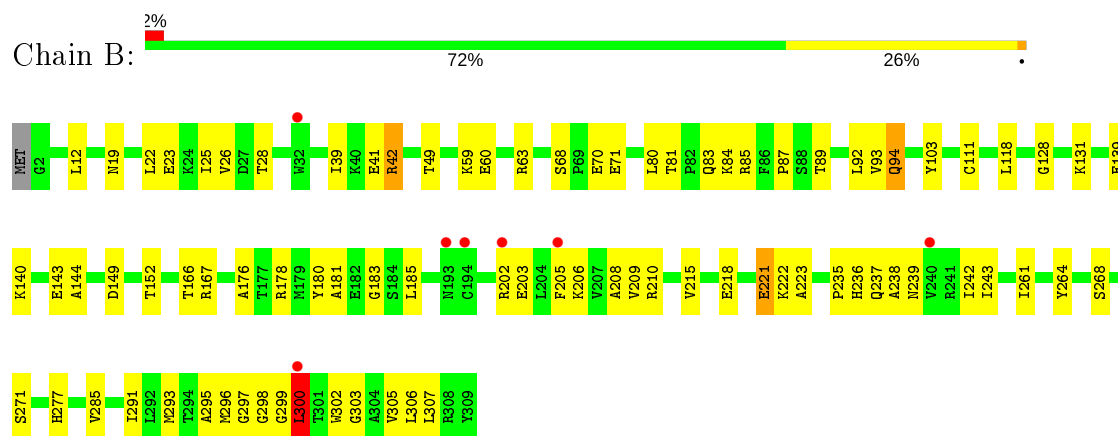 2%
Chain B:
72% 26% •
MET G2 L12 N19 L22 E23 K24 I25 V26 D27 T28 W32 I39 K40 E41 R42 T49 K59 E60 R63 S68 P69 E70 E71 L80 T81 P82 Q83 K84 R85 F86 P87 S88 T89 L92 V93 Q94 Y103 C111 L118 G128 K131 E139
K140 E143 A144 D149 T152 T166 R167 A176 T177 R178 M179 Y180 A181 E182 G183 S184 L185 N193 C194 R202 E203 L204 F205 K206 V207 A208 V209 R210 V215 E218 E221 K222 A223 P235 H236 Q237 A238 N239 V240 R241 I242 I243 I261 Y264 S268
S271 H277 V285 I291 L292 M293 T294 A295 M296 G297 G298 G299 L300 T301 W302 G303 A304 V305 L306 L307 R308 Y309